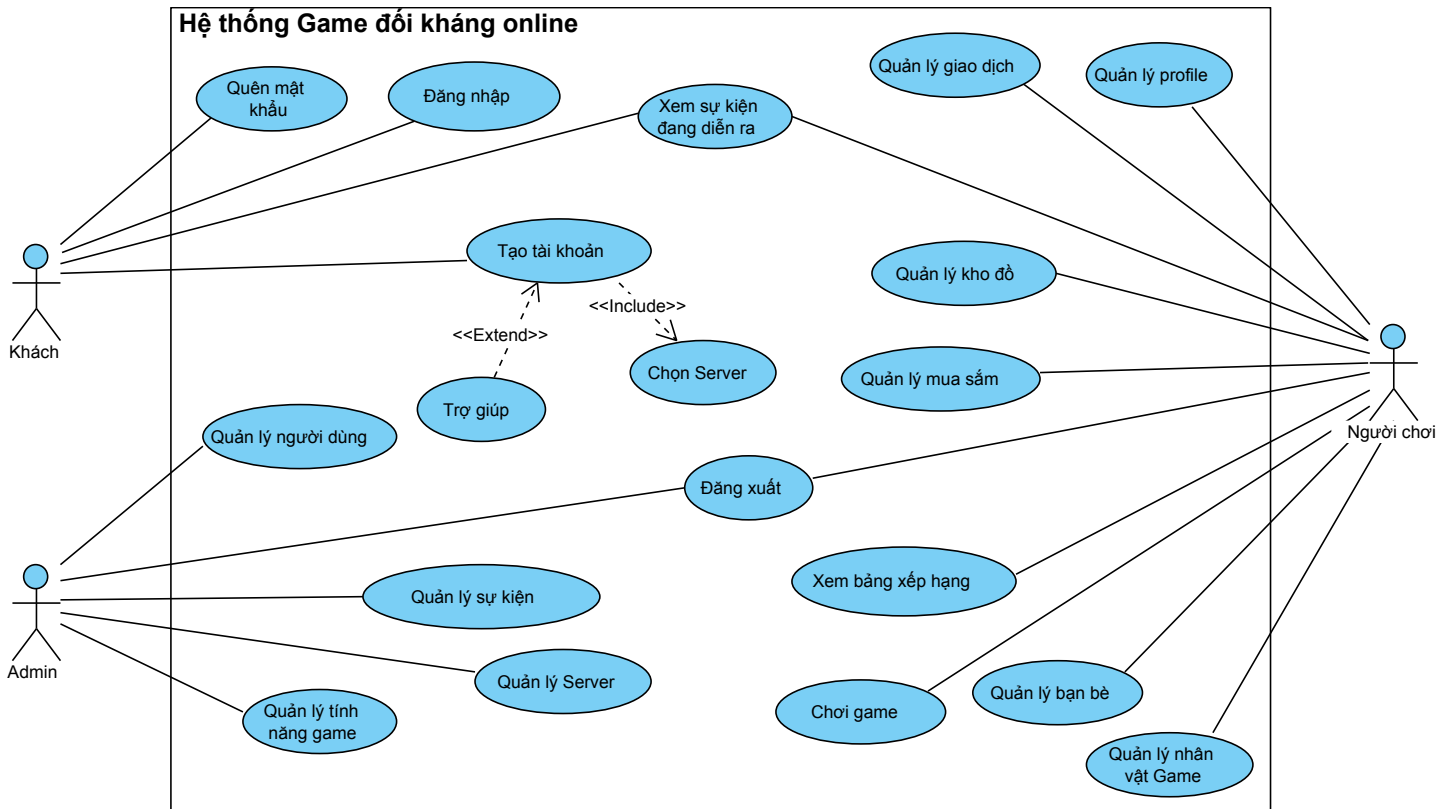 Hệ thống Game đối kháng online
Quản lý giao dịch
Quản lý profile
Quên mật
khẩu
Đăng nhập
Xem sự kiện
đang diễn ra
Tạo tài khoản
Quản lý kho đồ
<<Include>>
<<Extend>>
Khách
Chọn Server
Quản lý mua sắm
Trợ giúp
Quản lý người dùng
Người chơi
Đăng xuất
Xem bảng xếp hạng
Quản lý sự kiện
Admin
Quản lý Server
Quản lý bạn bè
Quản lý tính
năng game
Chơi game
Quản lý nhân
vật Game